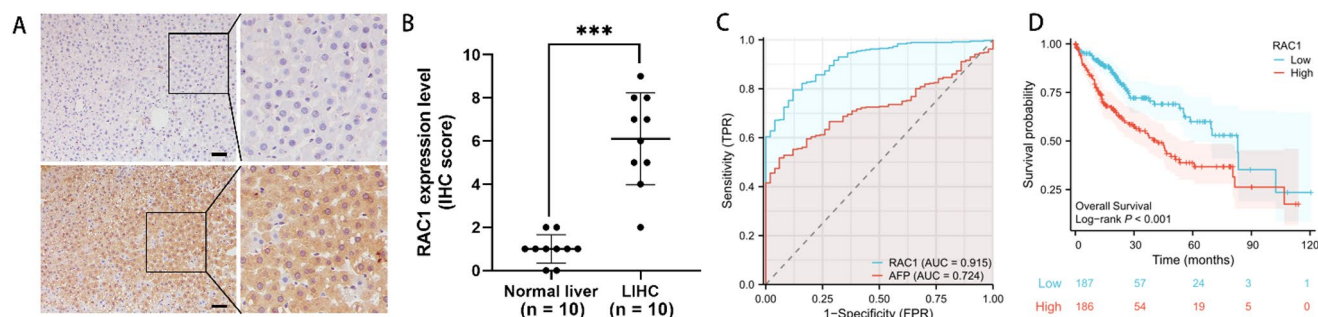 A
B
RAC1 expression level
(IHC score)
10
8
6
4
2
0
***
Normal liver
(n = 10)
LIHC
(n = 10)
C
Sensitivity (TPR)
1.0
0.8
0.6
0.4
0.2
0.0
RAC1 (AUC = 0.915)
AFP (AUC = 0.724)
0.00 0.25 0.50 0.75 1.00
1-Specificity (FPR)
D
RAC1
Low
High
Survival probability
1.00
0.75
0.50
0.25
Overall Survival
Log-rank P < 0.001
0 30 60 90 120
Time (months)
Low 187 57 24 3 1
High 186 54 19 5 0